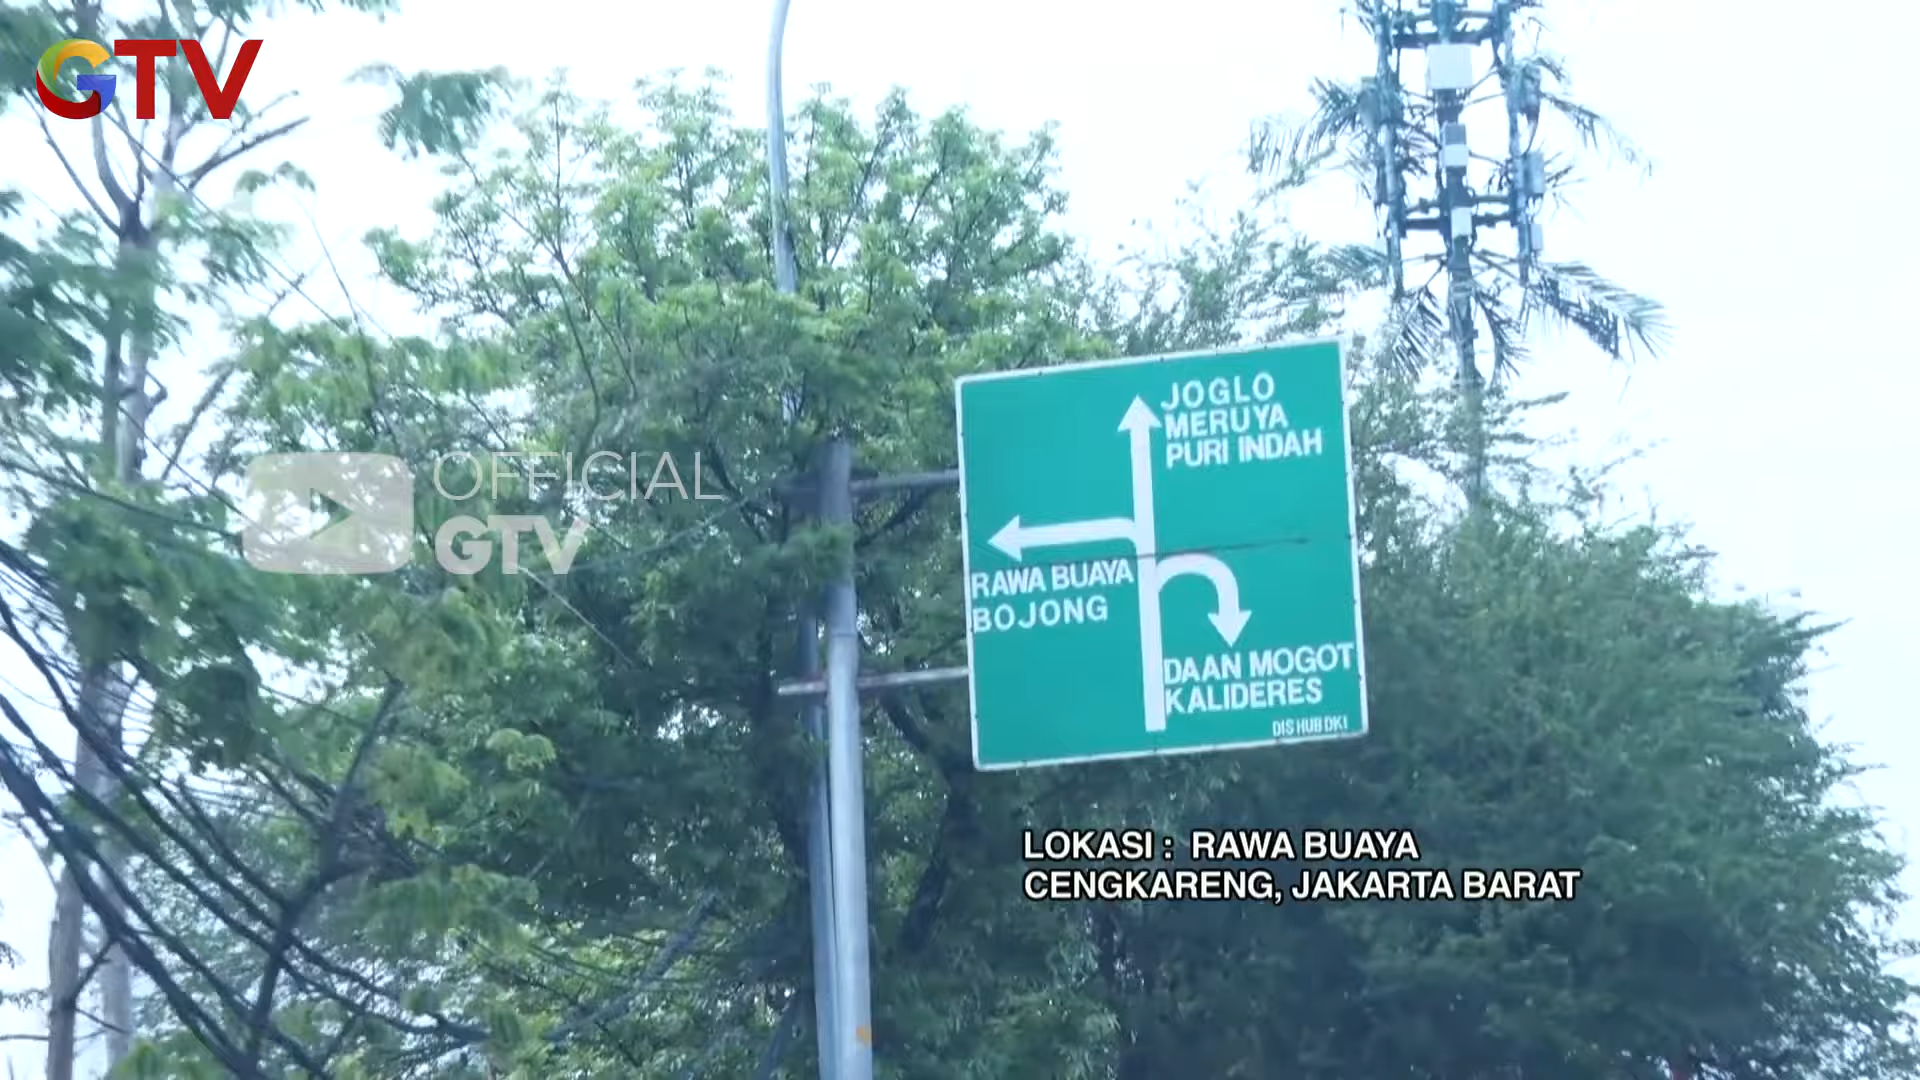 GTV
OFFICIAL
GTV
JOGLO
MERUYA
PURI INDAH
RAWA BUAYA
BOJONG
DAAN MOGOT
KALIDERES
DIS HUB DKI
LOKASI : RAWA BUAYA
CENGKARENG, JAKARTA BARAT